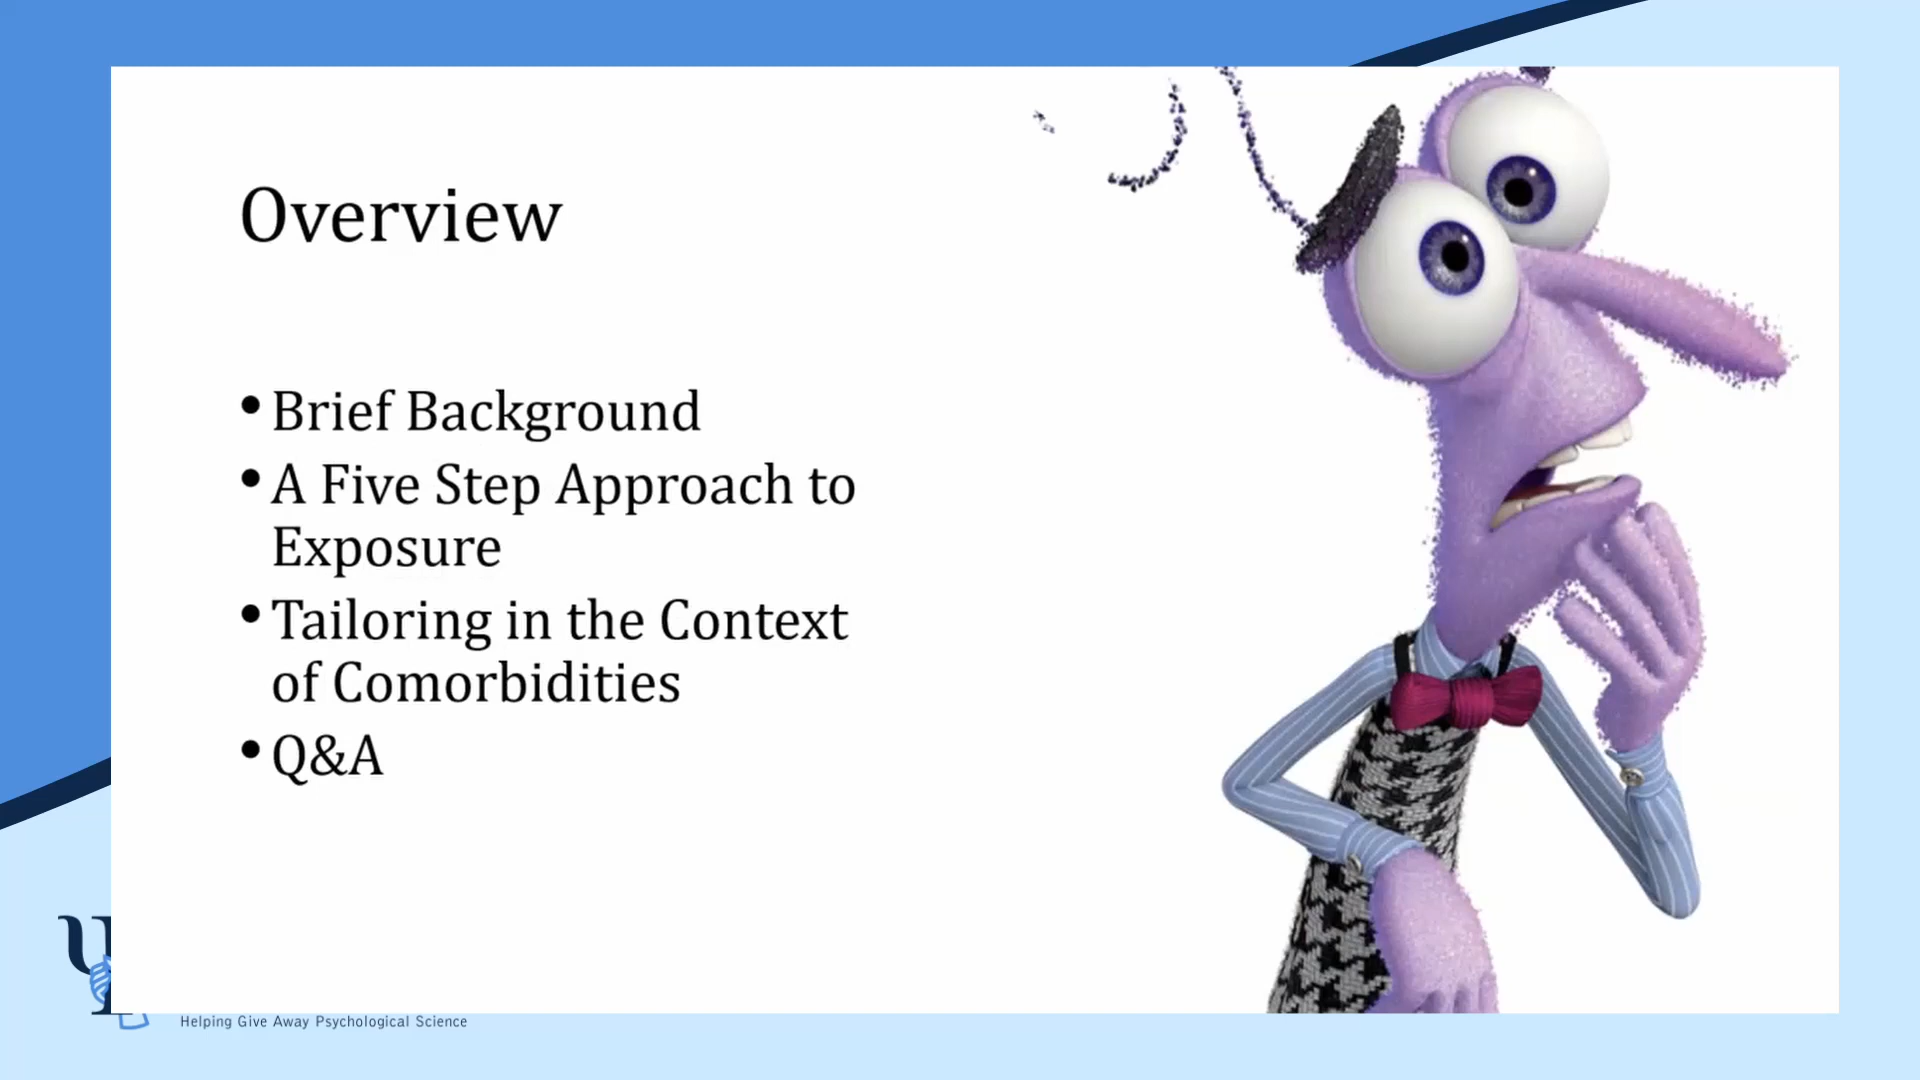 Overview
• Brief Background
• A Five Step Approach to
Exposure
• Tailoring in the Context
of Comorbidities
• Q&A
Helping Give Away Psychological Science